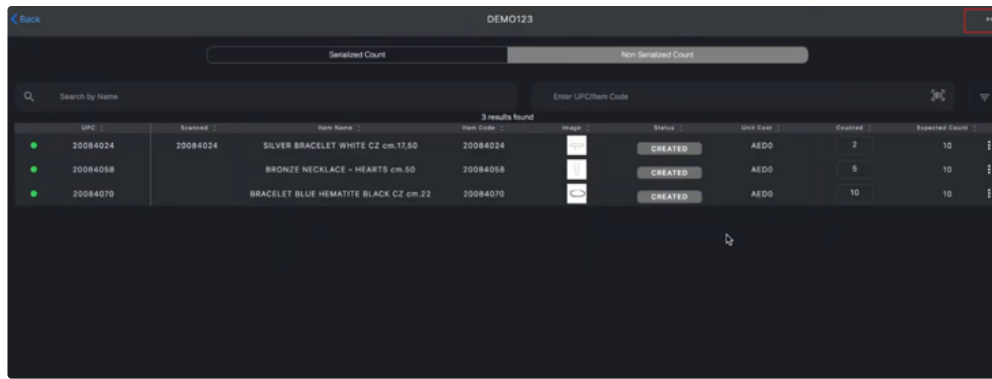 Back DEMO123
Serialized Count Non Serialized Count
Search by Name Enter UPC/Item Code
3 results found
UPC Scanned Item Name Item Code Image Status Unit Cost Counted Expected Count
20084024 20084024 SILVER BRACELET WHITE CZ cm.17,50 20084024 CREATED AED0 2 10
20084058 BRONZE NECKLACE - HEARTS cm.50 20084058 CREATED AED0 5 10
20084070 BRACELET BLUE HEMATITE BLACK CZ cm.22 20084070 CREATED AED0 10 10